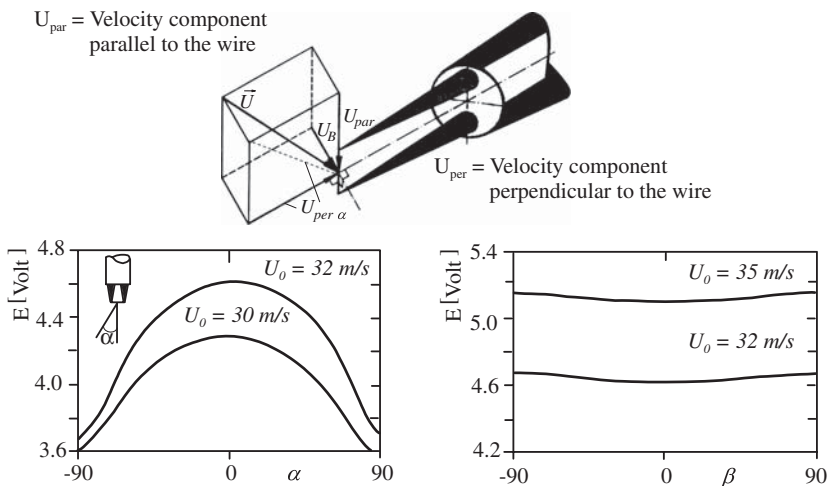 U_par = Velocity component
parallel to the wire
U⃗
U_B
U_par
U_per α
U_per = Velocity component
perpendicular to the wire
E [Volt]
4.8
4.4
4.0
3.6
U_0 = 32 m/s
U_0 = 30 m/s
α
-90 0 α 90
E [Volt]
5.4
5.0
4.6
4.2
U_0 = 35 m/s
U_0 = 32 m/s
-90 0 β 90